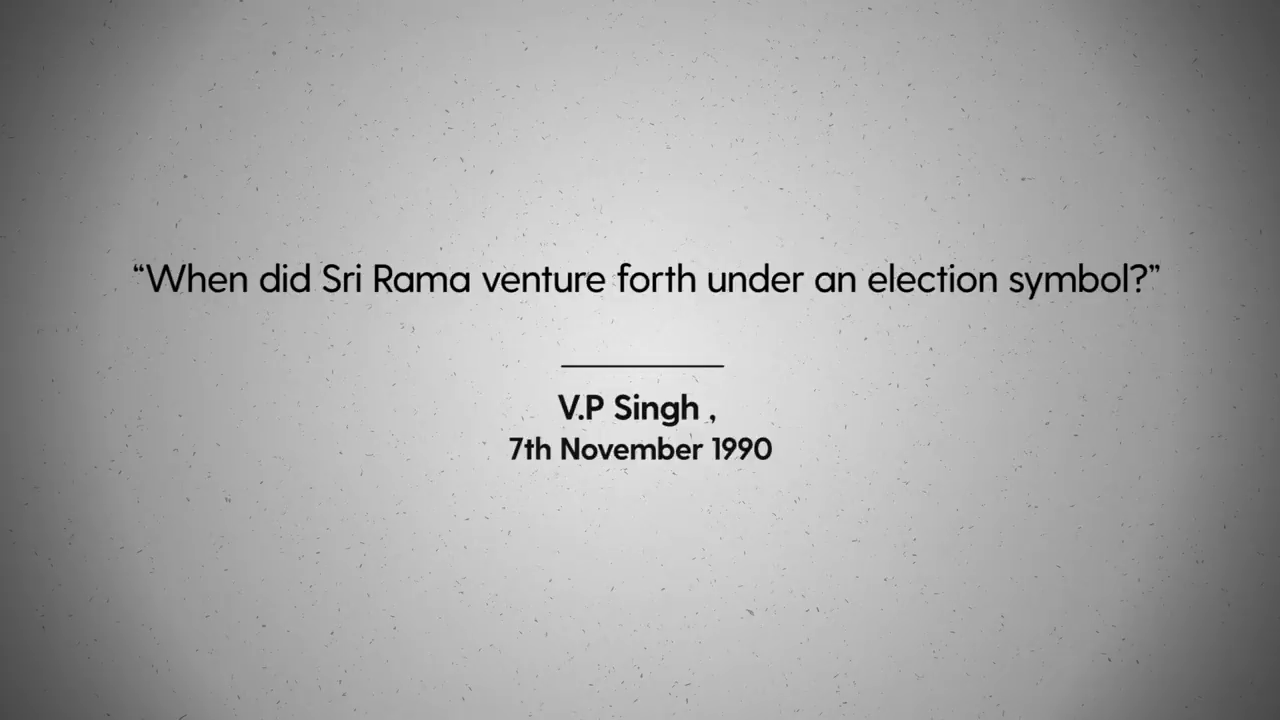 “When did Sri Rama venture forth under an election symbol?”
V.P Singh ,
7th November 1990